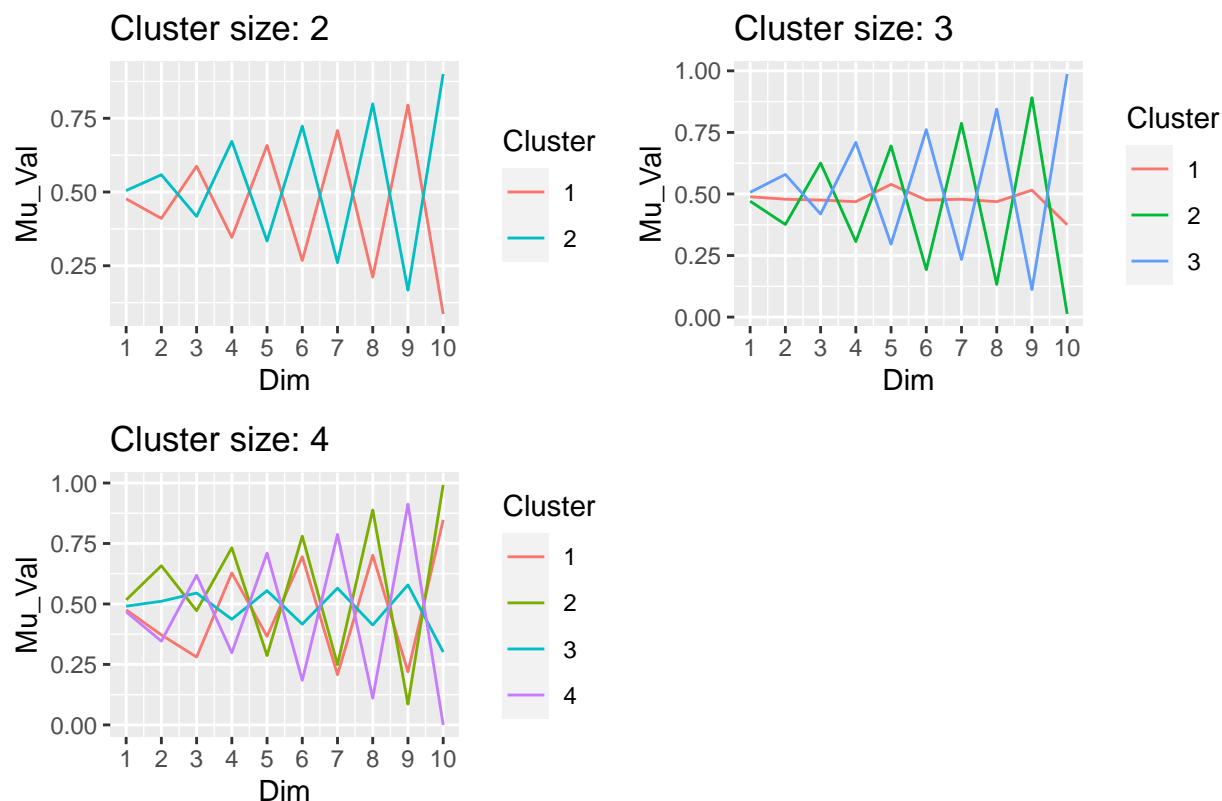 Cluster size: 2
Mu_Val
0.75
0.50
0.25
1 2 3 4 5 6 7 8 9 10
Dim
Cluster
1
2
Cluster size: 3
Mu_Val
1.00
0.75
0.50
0.25
0.00
1 2 3 4 5 6 7 8 9 10
Dim
Cluster
1
2
3
Cluster size: 4
Mu_Val
1.00
0.75
0.50
0.25
0.00
1 2 3 4 5 6 7 8 9 10
Dim
Cluster
1
2
3
4